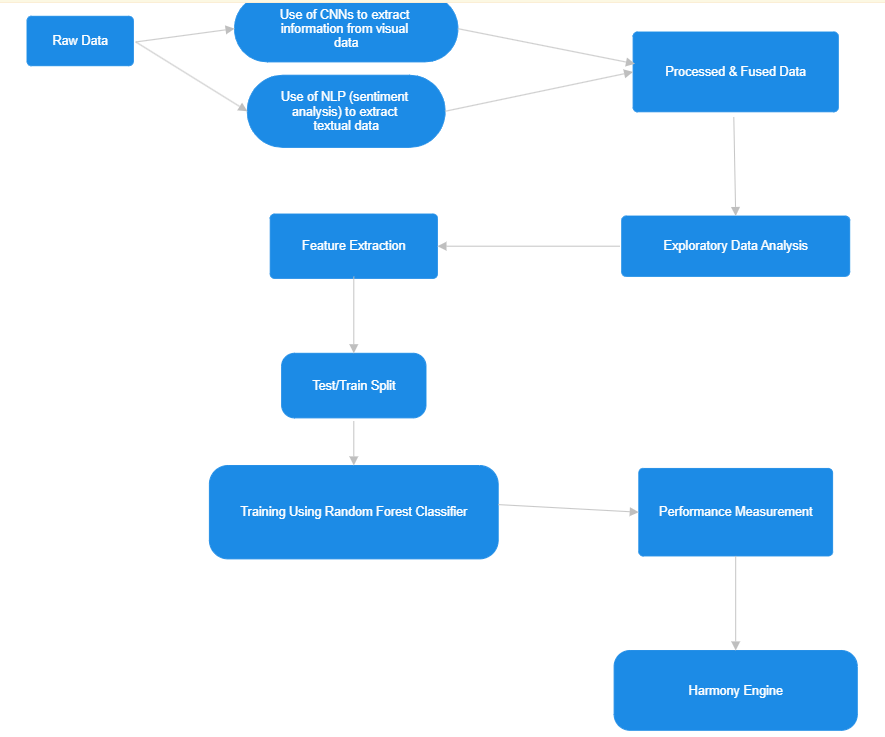 Raw Data
Use of CNNs to extract
information from visual
data
Use of NLP (sentiment
analysis) to extract
textual data
Processed & Fused Data
Exploratory Data Analysis
Feature Extraction
Test/Train Split
Training Using Random Forest Classifier
Performance Measurement
Harmony Engine